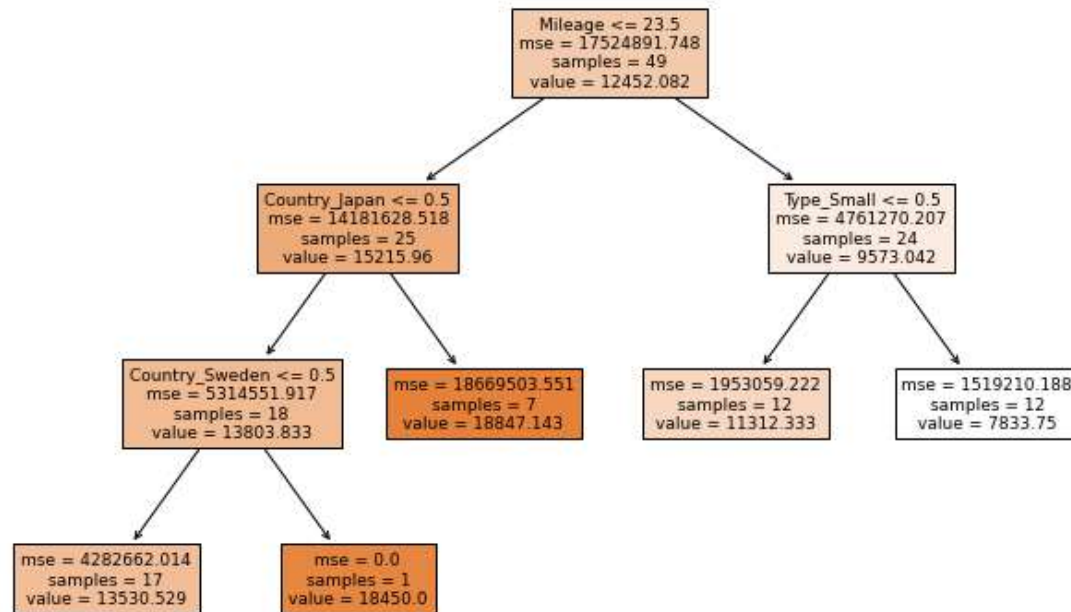 Mileage <= 23.5
mse = 17524891.748
samples = 49
value = 12452.082
Country_Japan <= 0.5
mse = 14181628.518
samples = 25
value = 15215.96
Type_Small <= 0.5
mse = 4761270.207
samples = 24
value = 9573.042
Country_Sweden <= 0.5
mse = 5314551.917
samples = 18
value = 13803.833
mse = 18669503.551
samples = 7
value = 18847.143
mse = 1953059.222
samples = 12
value = 11312.333
mse = 1519210.188
samples = 12
value = 7833.75
mse = 4282662.014
samples = 17
value = 13530.529
mse = 0.0
samples = 1
value = 18450.0